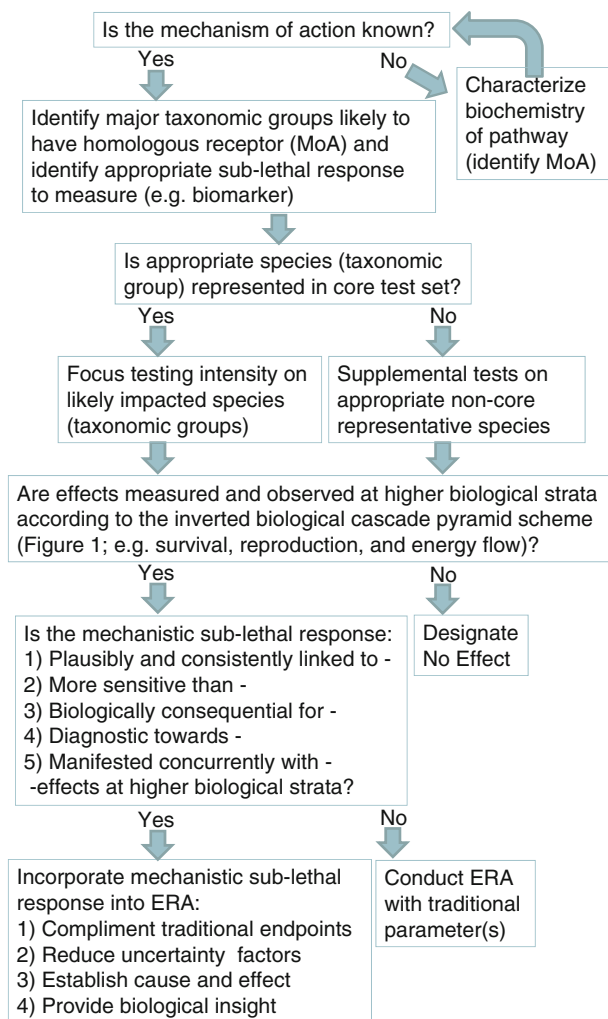 Is the mechanism of action known?
Yes
No
Characterize
biochemistry
of pathway
(identify MoA)
Identify major taxonomic groups likely to
have homologous receptor (MoA) and
identify appropriate sub-lethal response
to measure (e.g. biomarker)
Is appropriate species (taxonomic
group) represented in core test set?
Yes
No
Focus testing intensity on
likely impacted species
(taxonomic groups)
Supplemental tests on
appropriate non-core
representative species
Are effects measured and observed at higher biological strata
according to the inverted biological cascade pyramid scheme
(Figure 1; e.g. survival, reproduction, and energy flow)?
Yes
No
Is the mechanistic sub-lethal response:
1) Plausibly and consistently linked to -
2) More sensitive than -
3) Biologically consequential for -
4) Diagnostic towards -
5) Manifested concurrently with -
-effects at higher biological strata?
Designate
No Effect
Yes
No
Incorporate mechanistic sub-lethal
response into ERA:
1) Compliment traditional endpoints
2) Reduce uncertainty factors
3) Establish cause and effect
4) Provide biological insight
Conduct ERA
with traditional
parameter(s)